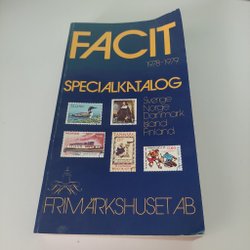 FACIT
1978-1979
SPECIALKATALOG
Sverige
Norge
Danmark
Island
Finland
FRIMÄRKSHUSET AB